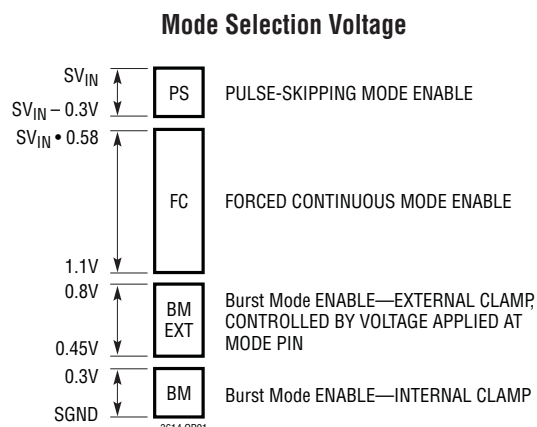 Mode Selection Voltage
SVIN
PS
PULSE-SKIPPING MODE ENABLE
SVIN – 0.3V
SVIN • 0.58
FC
FORCED CONTINUOUS MODE ENABLE
1.1V
0.8V
BM
EXT
Burst Mode ENABLE—EXTERNAL CLAMP,
CONTROLLED BY VOLTAGE APPLIED AT
MODE PIN
0.45V
0.3V
BM
Burst Mode ENABLE—INTERNAL CLAMP
SGND